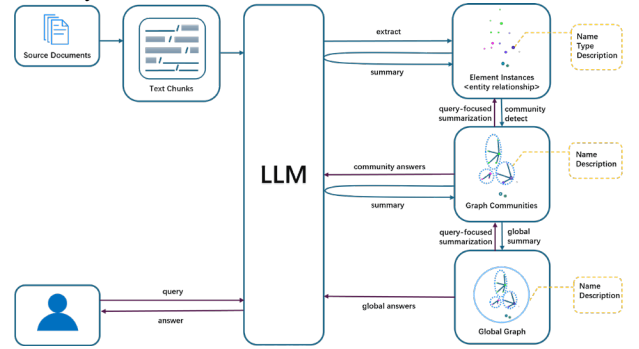 Source Documents
Text Chunks
LLM
extract
summary
Element Instances
<entity relationship>
Name
Type
Description
query-focused
summarization
community
detect
community answers
summary
Graph Communities
Name
Description
query-focused
summarization
global
summary
query
answer
global answers
Global Graph
Name
Description